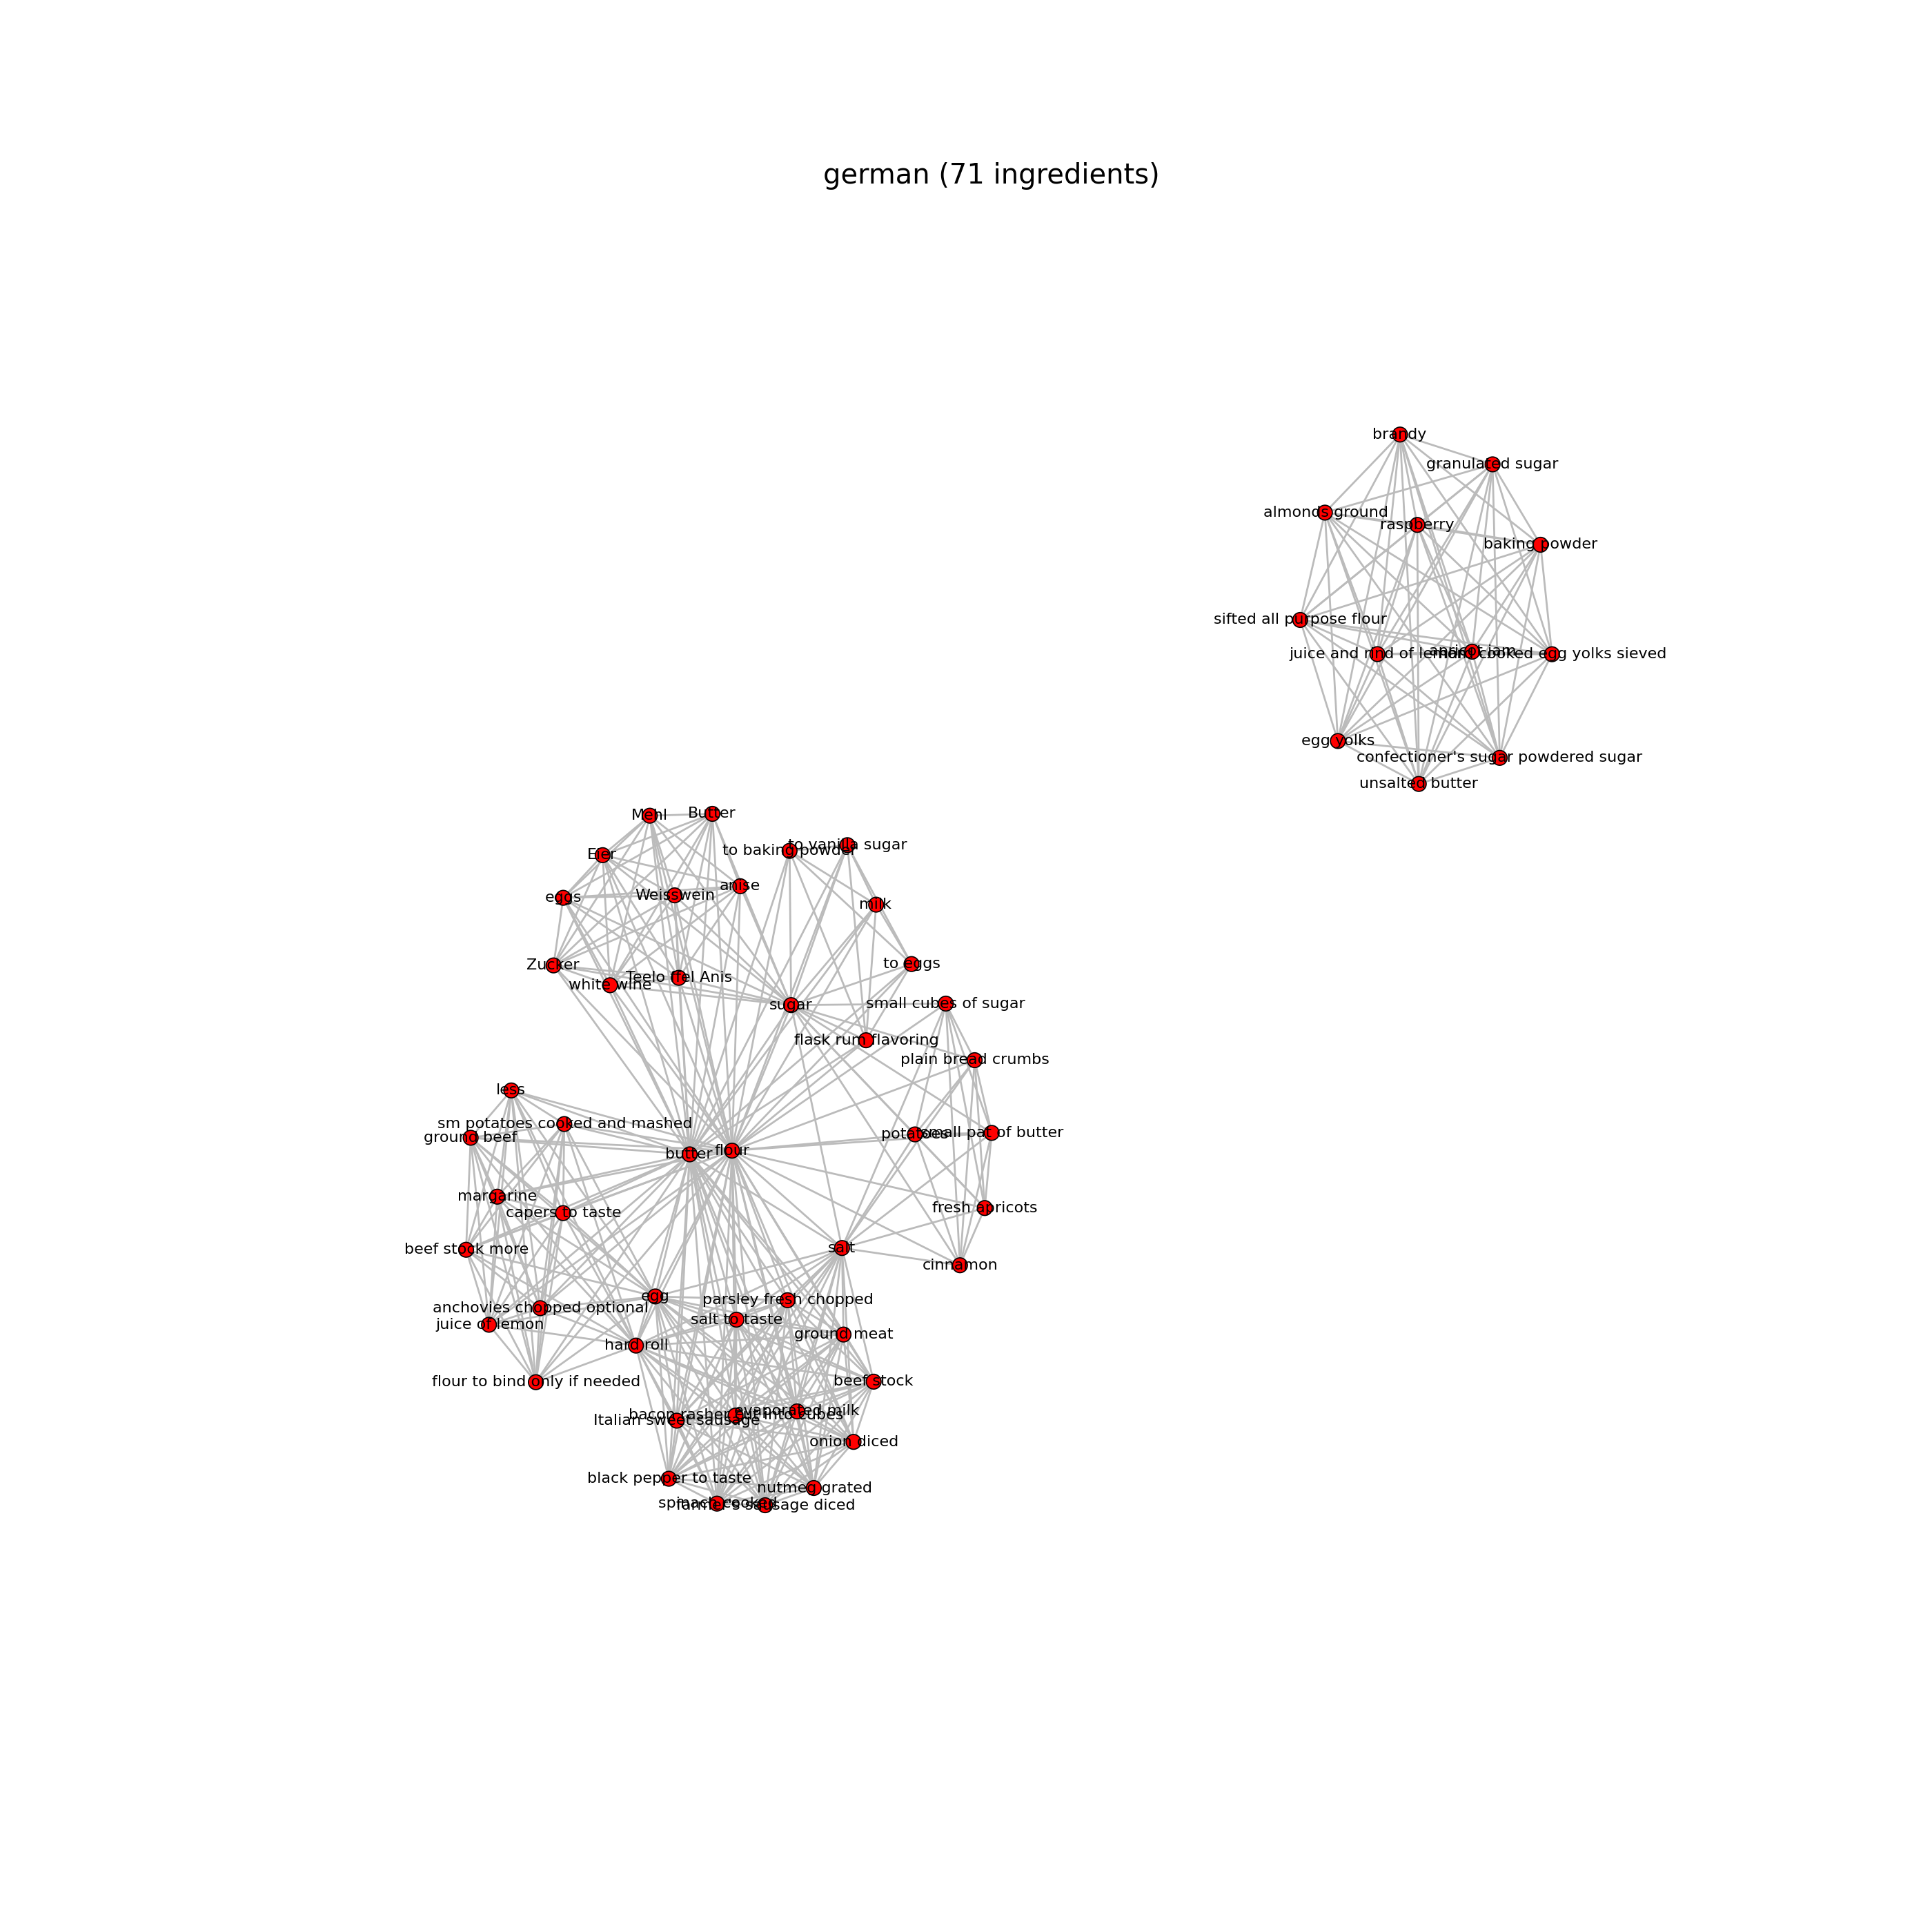 german (71 ingredients)
brandy
granulated sugar
almonds ground
raspberry
baking powder
sifted all purpose flour
juice and rind of lemon
apricot jam
cooked egg yolks sieved
egg yolks
confectioner's sugar powdered sugar
unsalted butter
Mehl
Butter
to vanilla sugar
to baking powder
Eier
anise
eggs
Weisswein
milk
Zucker
to eggs
Teelo ffel Anis
white wine
sugar
small cubes of sugar
flask rum flavoring
plain bread crumbs
less
sm potatoes cooked and mashed
ground beef
potatoes
small pat of butter
butter
flour
margarine
capers to taste
fresh apricots
beef stock more
salt
cinnamon
egg
parsley fresh chopped
anchovies chopped optional
salt to taste
juice of lemon
ground meat
hard roll
flour to bind only if needed
beef stock
evaporated milk
bacon rasher cut into cubes
Italian sweet sausage
onion diced
black pepper to taste
nutmeg grated
spinach cooked
farmer's sausage diced